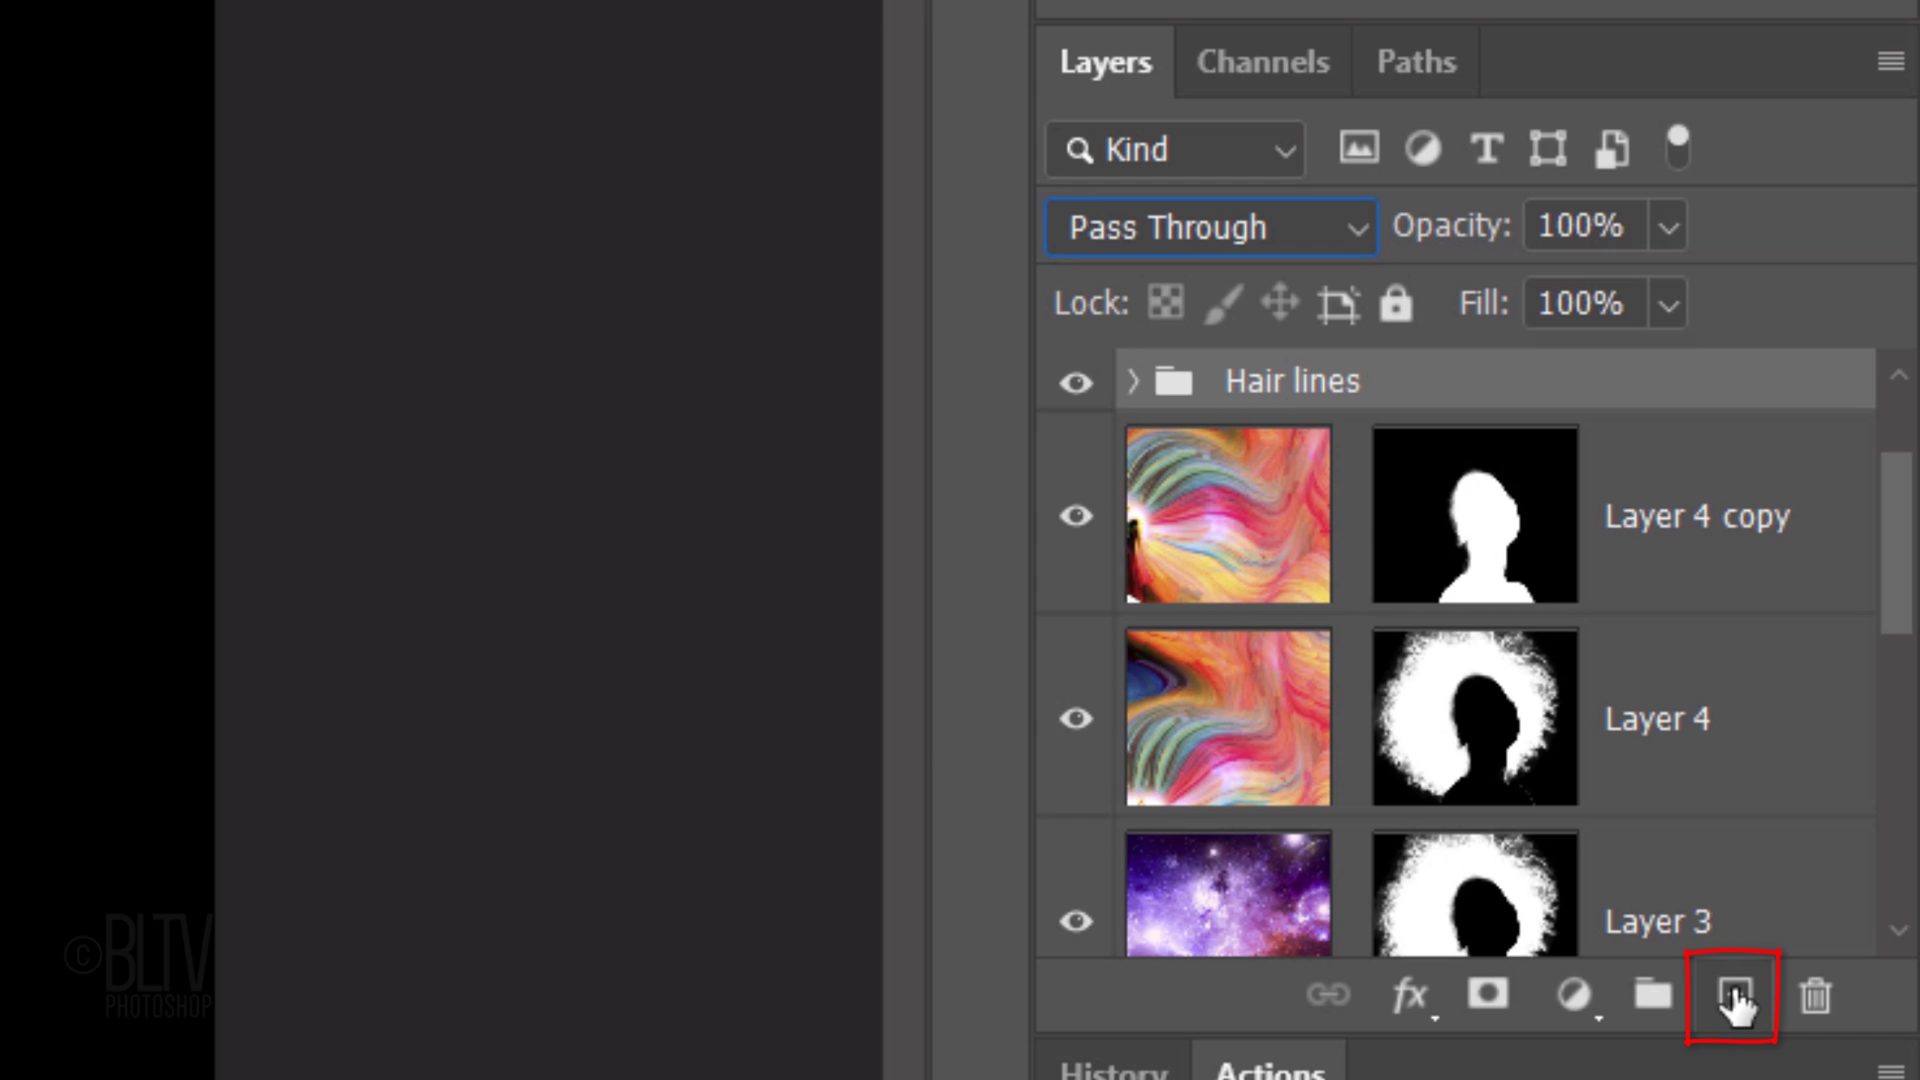 Layers Channels Paths
Kind
Pass Through Opacity: 100%
Lock: Fill: 100%
Hair lines
Layer 4 copy
Layer 4
Layer 3
fx
©BLTV
PHOTOSHOP
History Actions